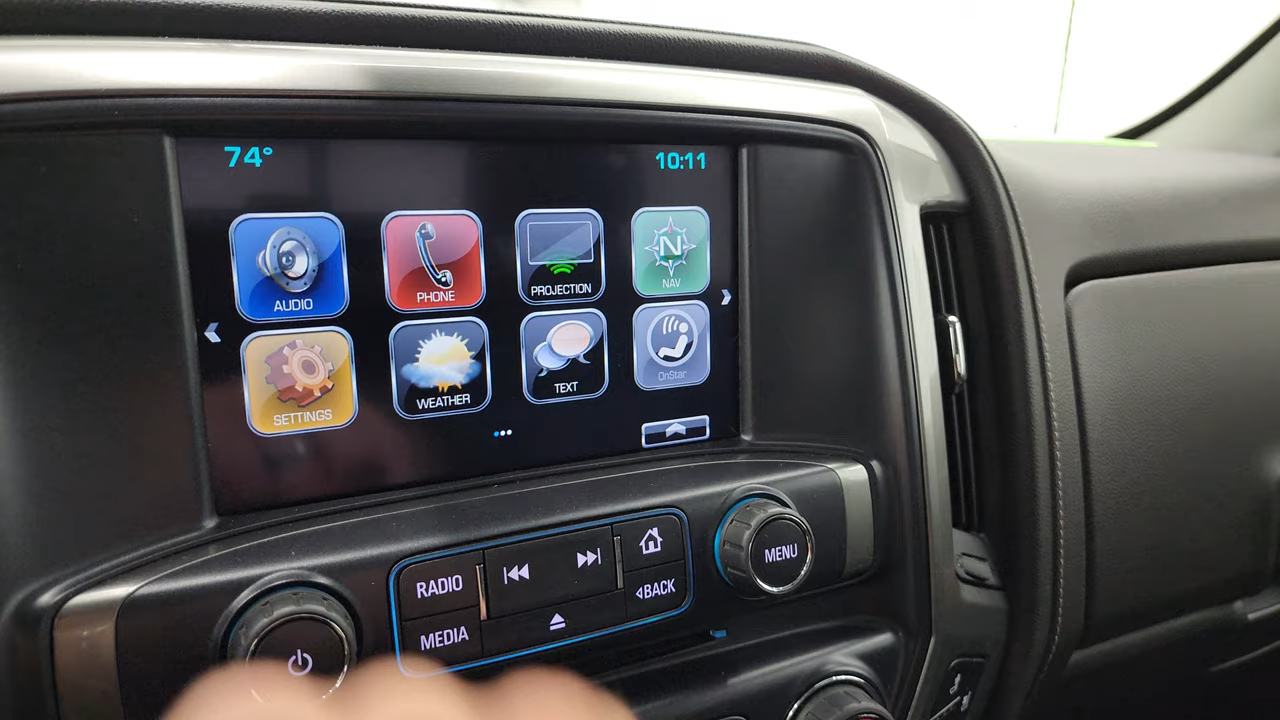 74°
10:11
AUDIO
PHONE
PROJECTION
N
NAV
SETTINGS
WEATHER
TEXT
OnStar
RADIO
MEDIA
BACK
MENU